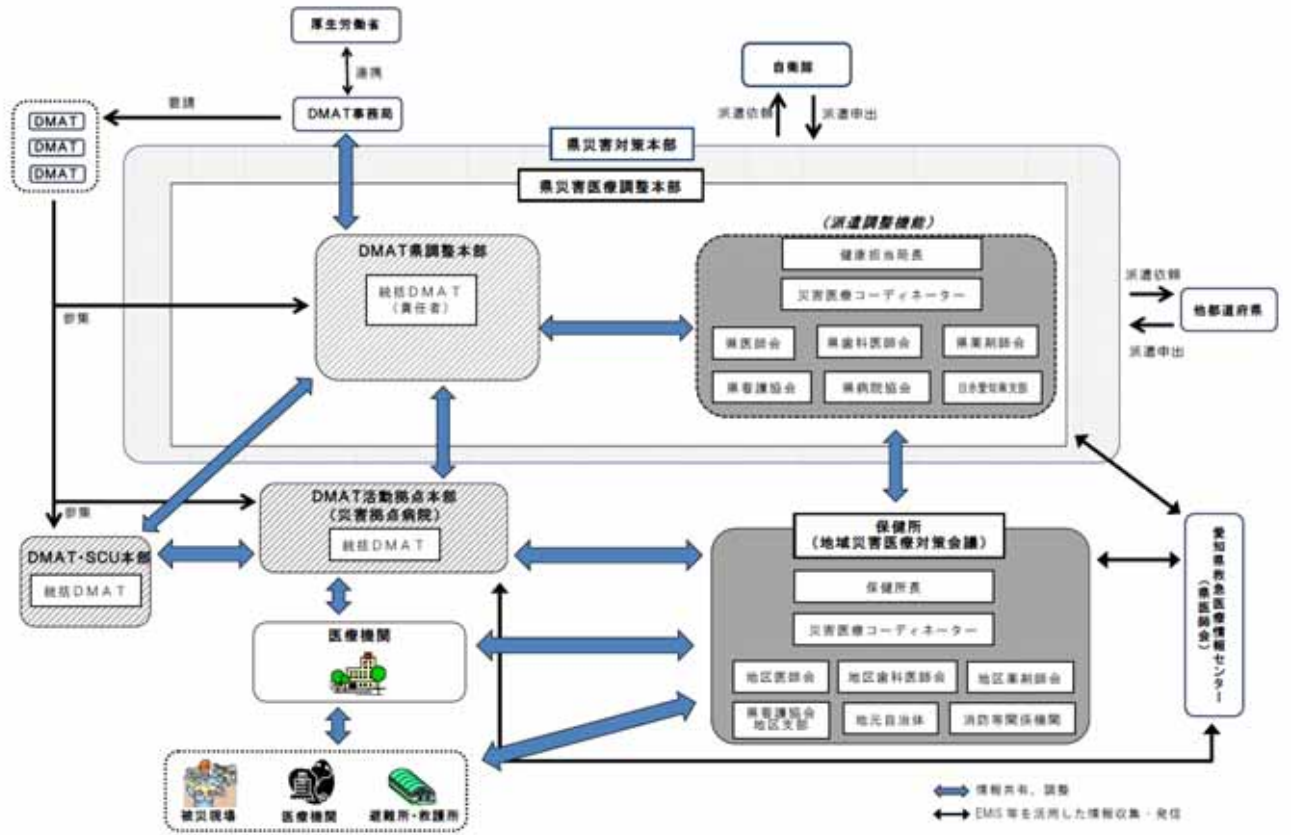 厚生労働省
連携
DMAT事務局
要請
DMAT
DMAT
DMAT
自衛隊
派遣依頼
派遣申出
県災害対策本部
県災害医療調整本部
DMAT県調整本部
統括DMAT
(責任者)
(派遣調整機能)
健康担当局長
災害医療コーディネーター
県医師会
県歯科医師会
県薬剤師会
県看護協会
県病院協会
日赤愛知県支部
派遣依頼
他都道府県
派遣申出
参集
参集
DMAT活動拠点本部
(災害拠点病院)
統括DMAT
DMAT・SCU本部
統括DMAT
保健所
(地域災害医療対策会議)
保健所長
災害医療コーディネーター
地区医師会
地区歯科医師会
地区薬剤師会
県看護協会
地区支部
地元自治体
消防等関係機関
愛知県救急医療情報センター
(県医師会)
医療機関
被災現場
医療機関
避難所・救護所
情報共有、調整
EMIS等を活用した情報収集・発信